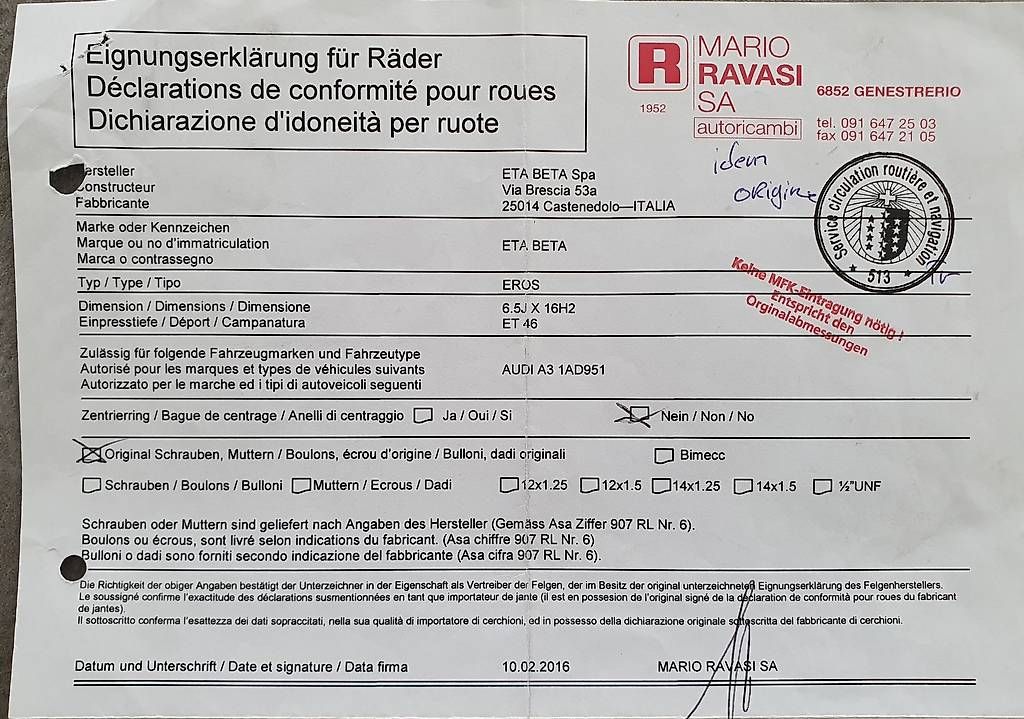 Eignungserklärung für Räder
Déclarations de conformité pour roues
Dichiarazione d'idoneità per ruote
R
1952
MARIO
RAVASI
SA
autoricambi
6852 GENESTRERIO
tel. 091 647 25 03
fax 091 647 21 05
idem
origine
Service circulation routière et navigation
* 513 *
Keine MFK-Eintragung nötig !
Entspricht den
Orginalabmessungen
ersteller
onstructeur
Fabbricante
ETA BETA Spa
Via Brescia 53a
25014 Castenedolo—ITALIA
Marke oder Kennzeichen
Marque ou no d'immatriculation
Marca o contrassegno
ETA BETA
Typ / Type / Tipo
EROS
Dimension / Dimensions / Dimensione
Einpresstiefe / Déport / Campanatura
6.5J X 16H2
ET 46
Zulässig für folgende Fahrzeugmarken und Fahrzeutype
Autorisé pour les marques et types de véhicules suivants
Autorizzato per le marche ed i tipi di autoveicoli seguenti
AUDI A3 1AD951
Zentrierring / Bague de centrage / Anelli di centraggio Ja / Oui / Si Nein / Non / No
Original Schrauben, Muttern / Boulons, écrou d'origine / Bulloni, dadi originali Bimecc
Schrauben / Boulons / Bulloni Muttern / Ecrous / Dadi 12x1.25 12x1.5 14x1.25 14x1.5 ½"UNF
Schrauben oder Muttern sind geliefert nach Angaben des Hersteller (Gemäss Asa Ziffer 907 RL Nr. 6).
Boulons ou écrous, sont livré selon indications du fabricant. (Asa chiffre 907 RL Nr. 6)
Bulloni o dadi sono forniti secondo indicazione del fabbricante (Asa cifra 907 RL Nr. 6).
Die Richtigkeit der obiger Angaben bestätigt der Unterzeichner in der Eigenschaft als Vertreiber der Felgen, der im Besitz der original unterzeichneten Eignungserklärung des Felgenherstellers.
Le soussigné confirme l'exactitude des déclarations susmentionnées en tant que importateur de jante (il est en possesion de l'original signé de la déclaration de conformité pour roues du fabricant
de jantes).
Il sottoscritto conferma l'esattezza dei dati sopraccitati, nella sua qualità di importatore di cerchioni, ed in possesso della dichiarazione originale sottoscritta del fabbricante di cerchioni.
Datum und Unterschrift / Date et signature / Data firma
10.02.2016
MARIO RAVASI SA